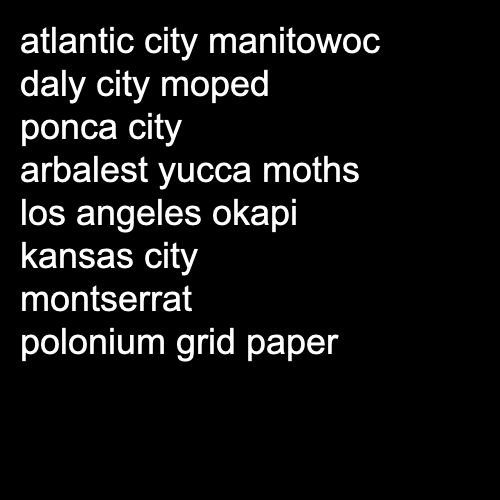 atlantic city manitowoc
daly city moped
ponca city
arbalest yucca moths
los angeles okapi
kansas city
montserrat
polonium grid paper